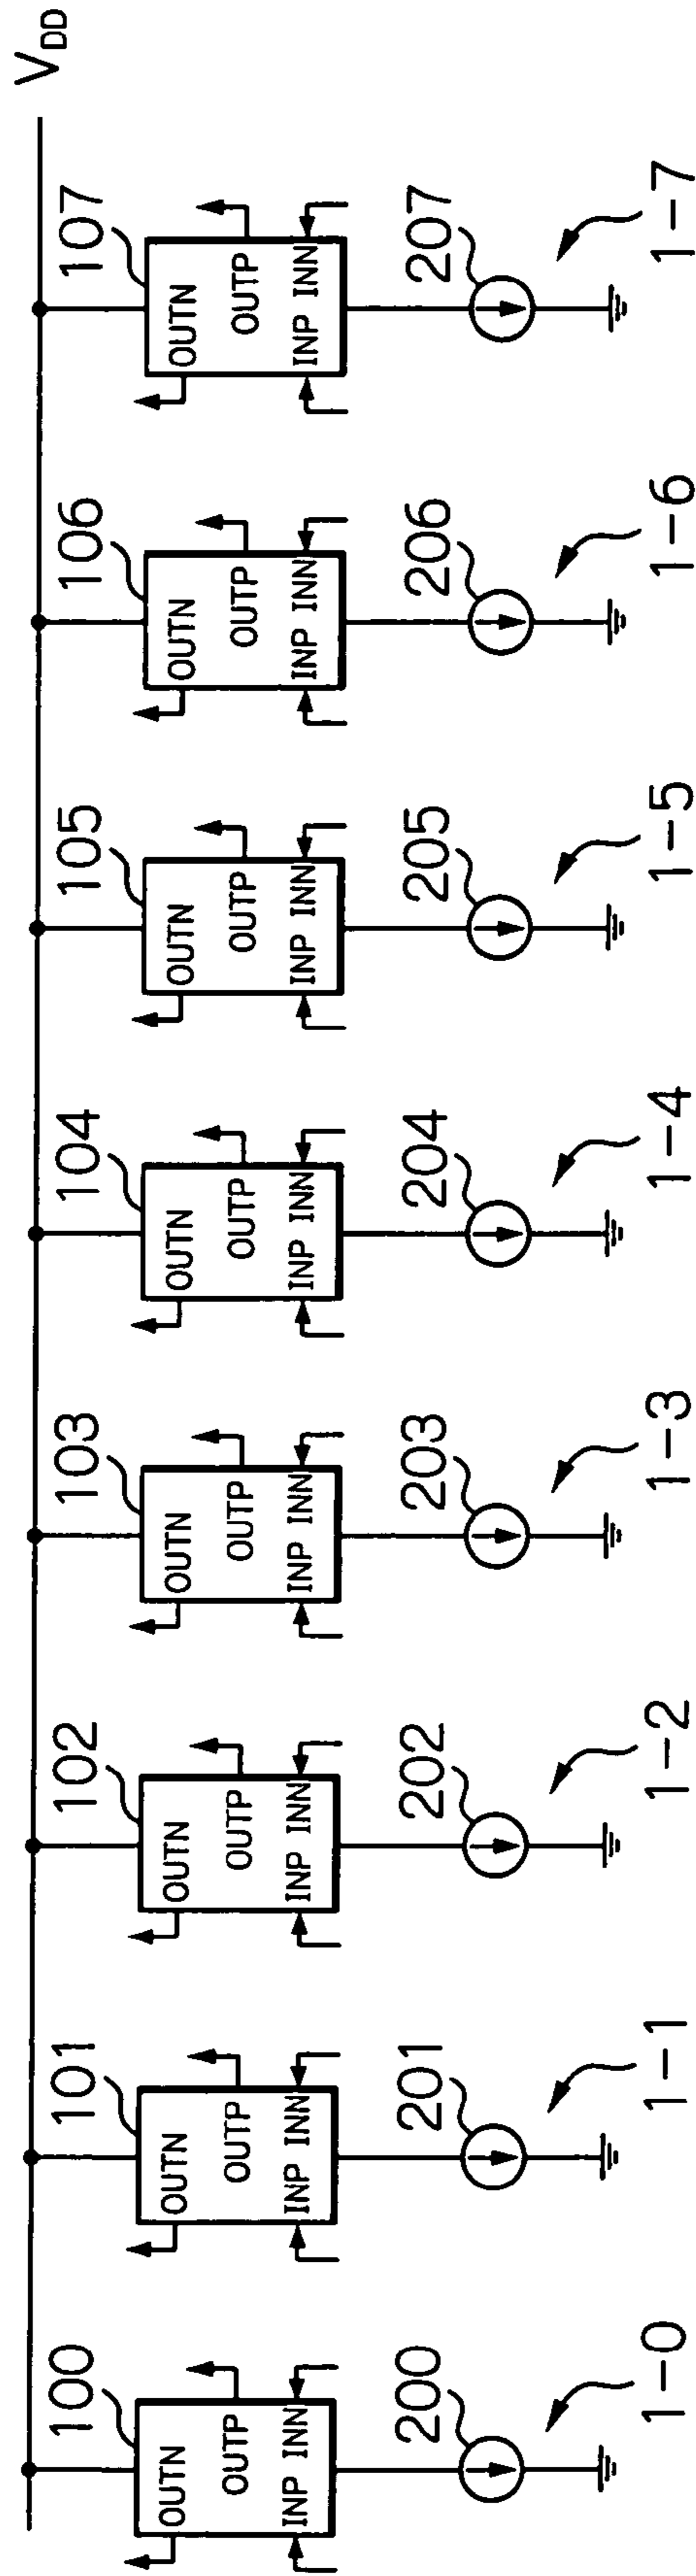 VDD
100 101 102 103 104 105 106 107
OUTN OUTN OUTN OUTN OUTN OUTN OUTN OUTN
OUTP OUTP OUTP OUTP OUTP OUTP OUTP OUTP
INP INN INP INN INP INN INP INN INP INN INP INN INP INN INP INN
200 201 202 203 204 205 206 207
1-0 1-1 1-2 1-3 1-4 1-5 1-6 1-7